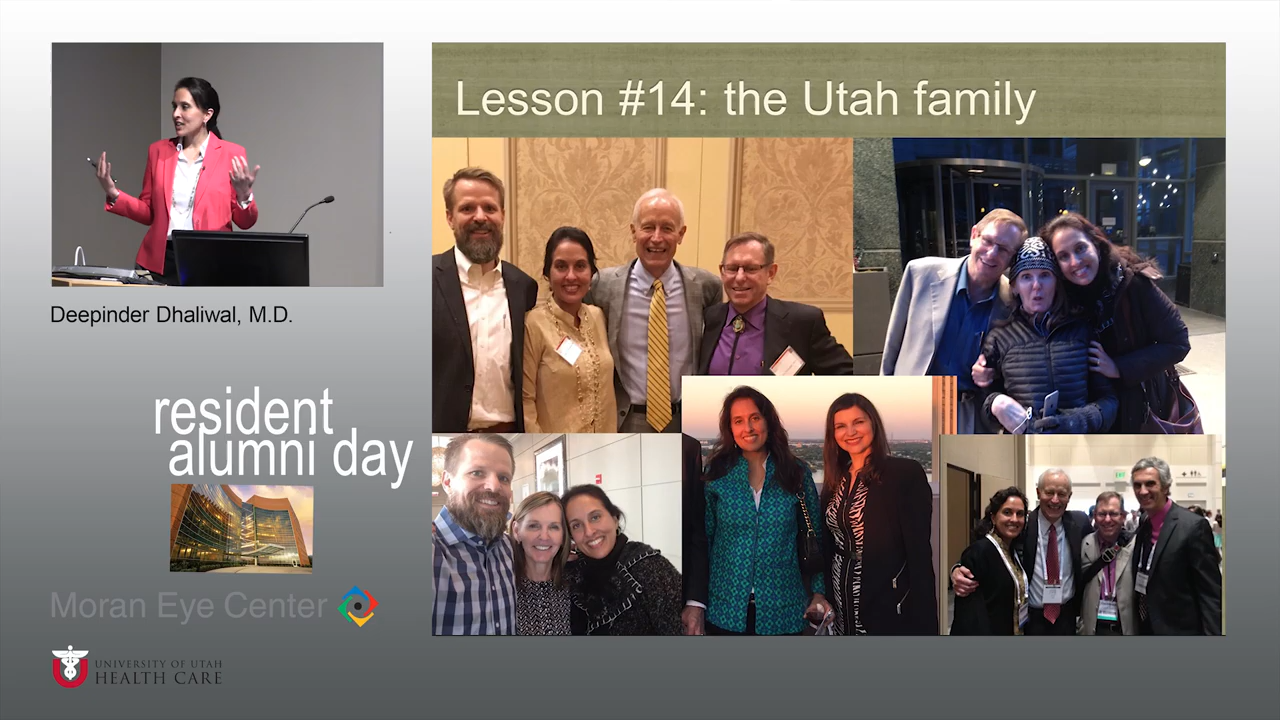 Lesson #14: the Utah family
Deepinder Dhaliwal, M.D.
resident
alumni day
Moran Eye Center
UNIVERSITY OF UTAH
HEALTH CARE